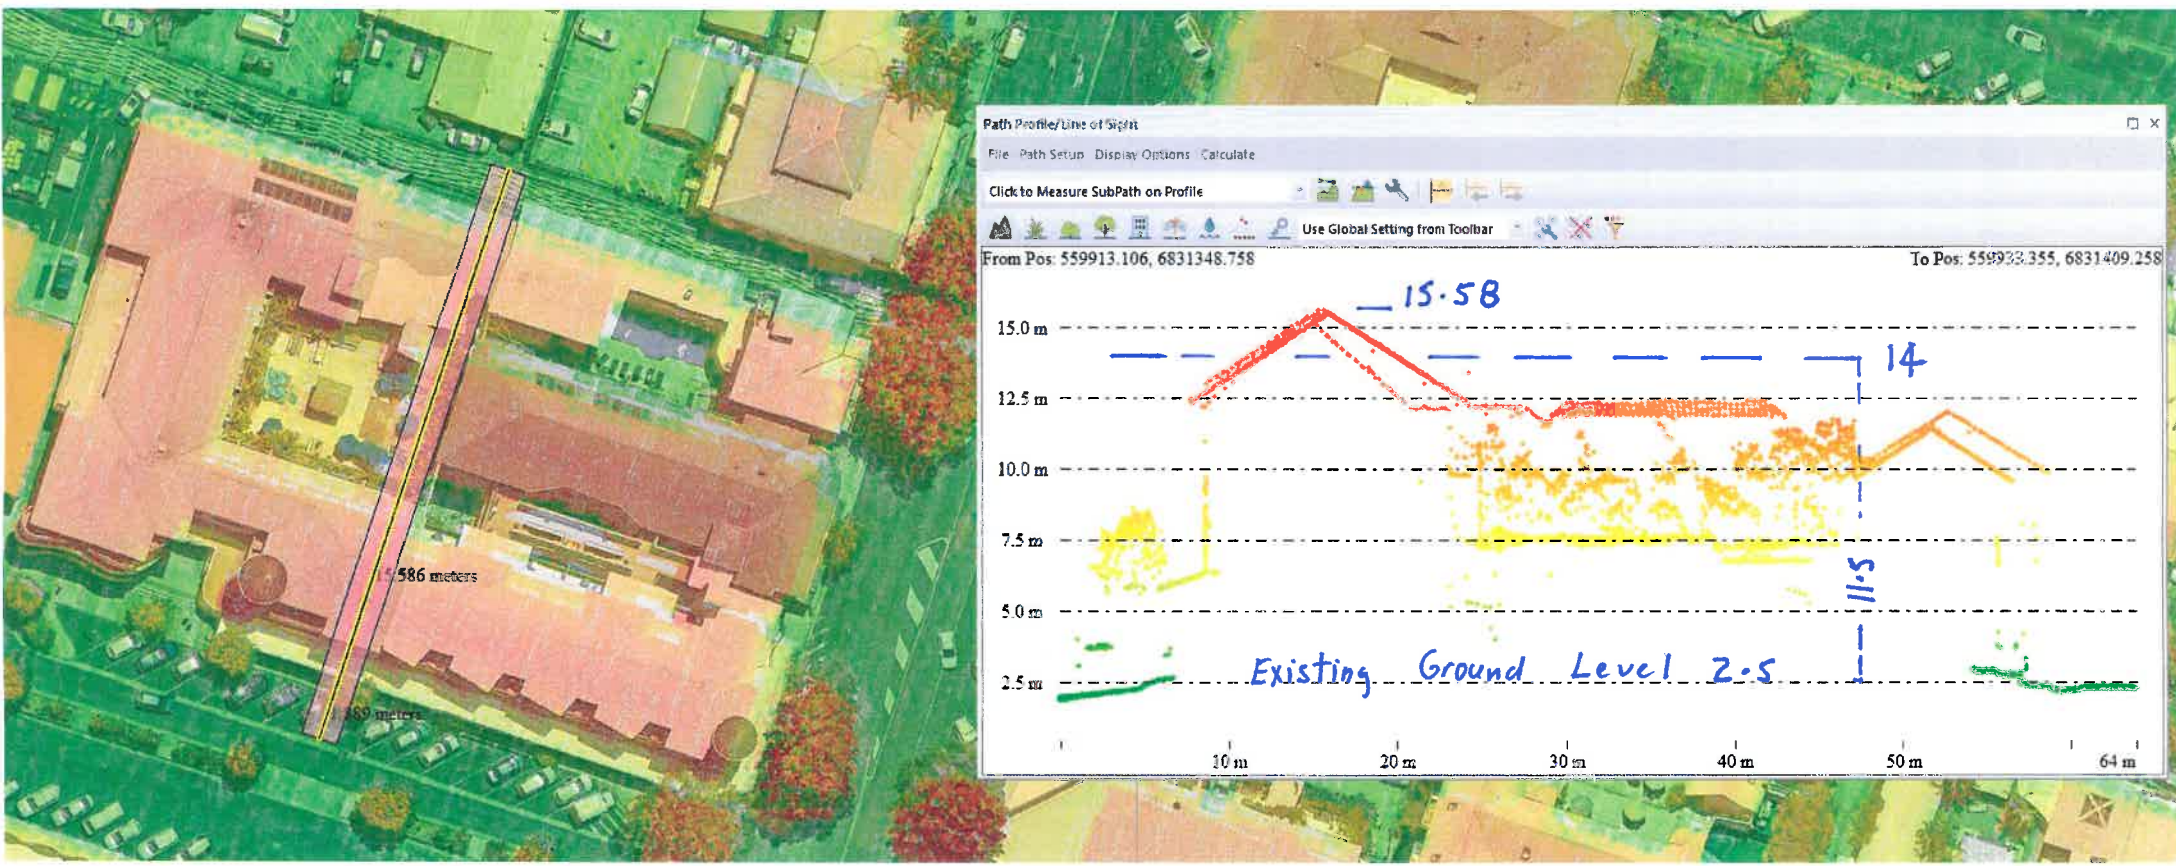 Path Profile/Line of Sight
File Path Setup Display Options Calculate
Click to Measure SubPath on Profile
Use Global Setting from Toolbar
From Pos: 559913.106, 6831348.758
To Pos: 559933.355, 6831409.258
15.58
15.0 m
14
12.5 m
10.0 m
7.5 m
11.5
5.0 m
Existing Ground Level 2.5
2.5 m
10 m 20 m 30 m 40 m 50 m 64 m
15.586 meters
meters